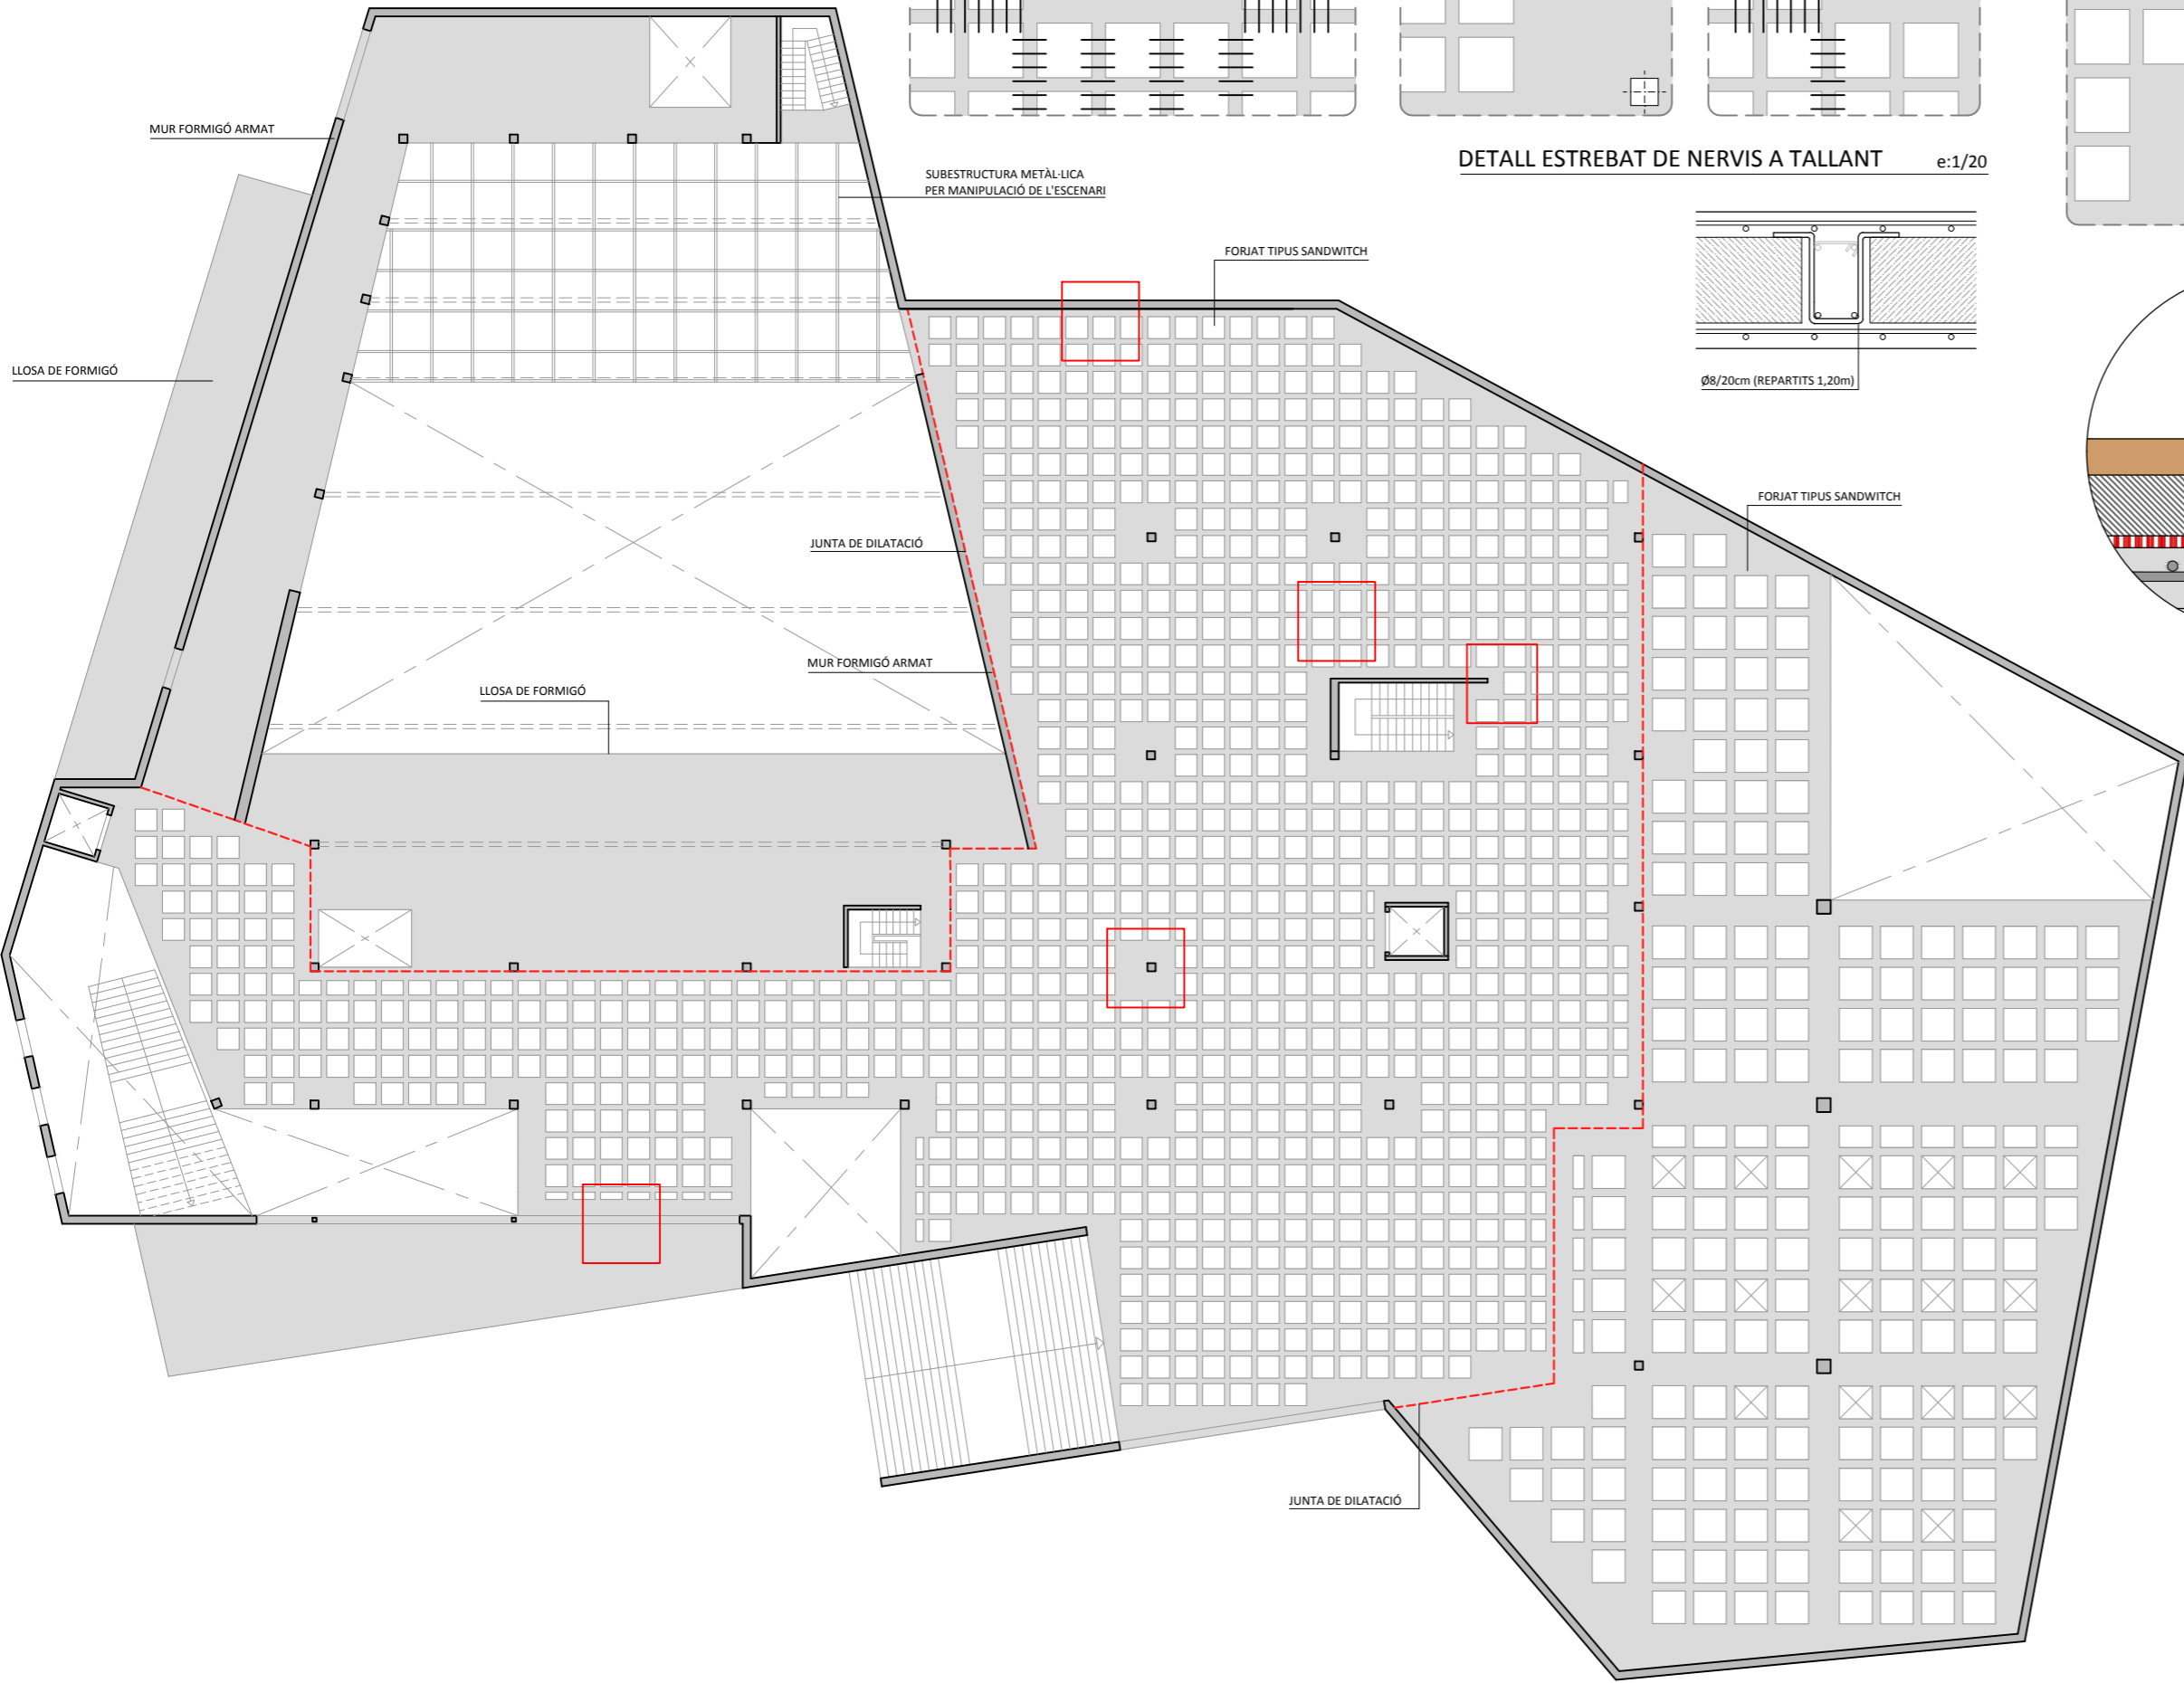 MUR FORMIGÓ ARMAT
SUBESTRUCTURA METÀL·LICA
PER MANIPULACIÓ DE L'ESCENARI
DETALL ESTREBAT DE NERVIS A TALLANT e:1/20
FORJAT TIPUS SANDWITCH
LLOSA DE FORMIGÓ
Ø8/20cm (REPARTITS 1,20m)
FORJAT TIPUS SANDWITCH
JUNTA DE DILATACIÓ
MUR FORMIGÓ ARMAT
LLOSA DE FORMIGÓ
JUNTA DE DILATACIÓ